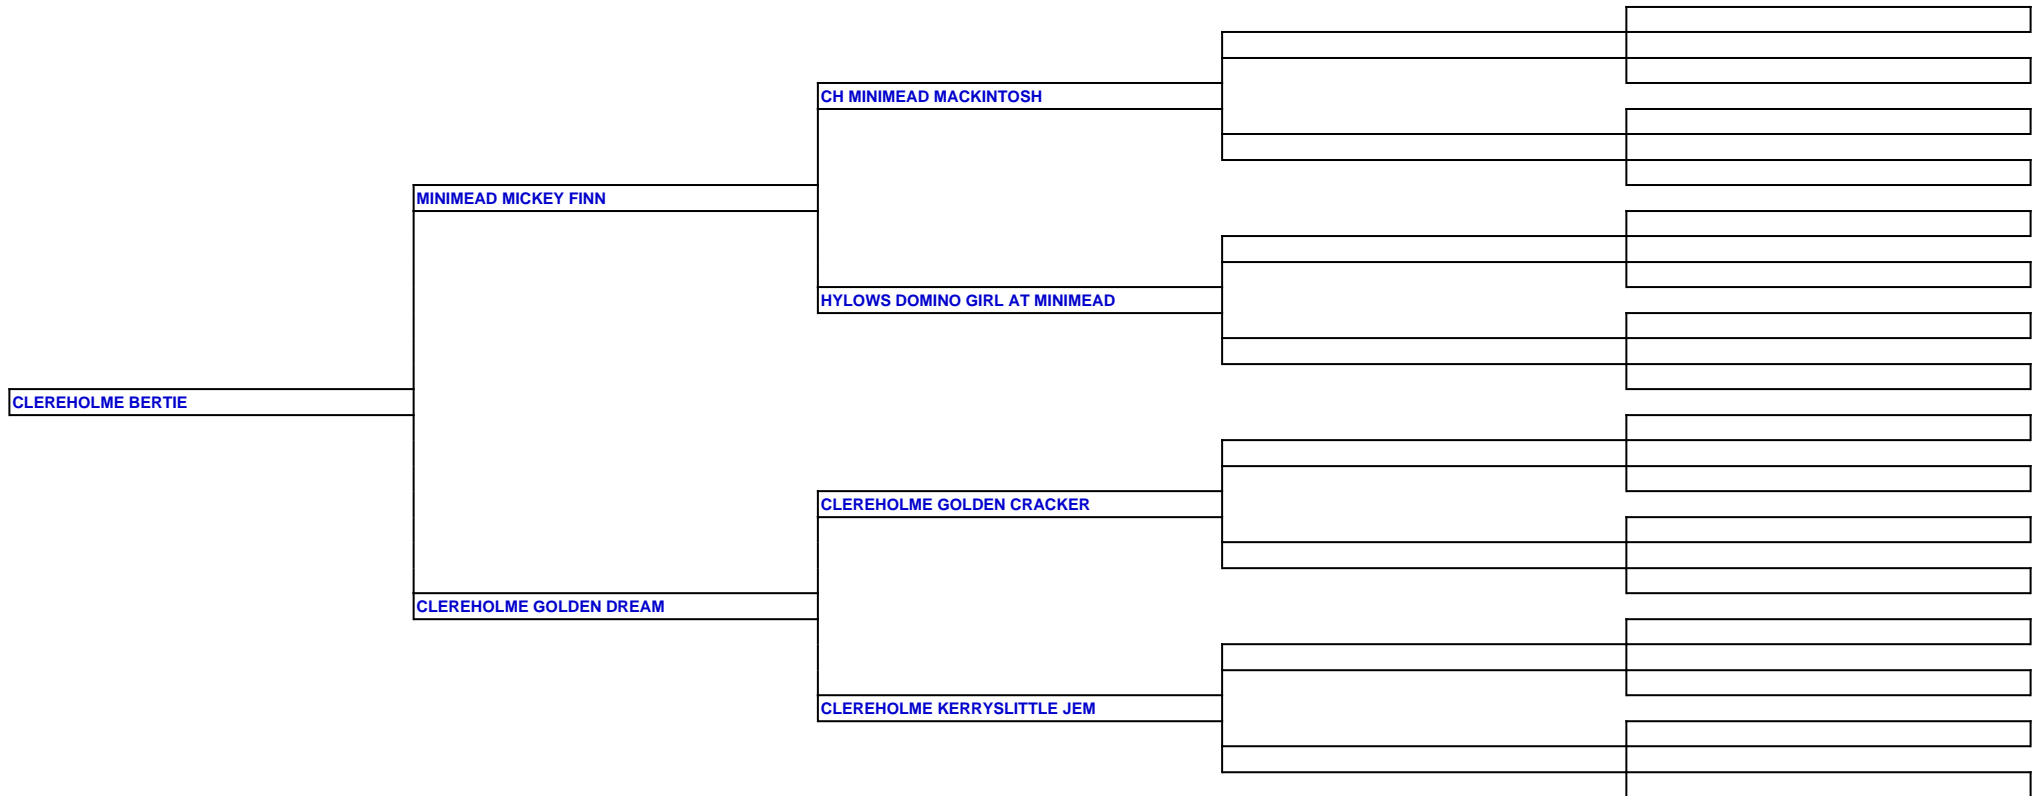 CH MINIMEAD MACKINTOSH
MINIMEAD MICKEY FINN
HYLOWS DOMINO GIRL AT MINIMEAD
CLEREHOLME BERTIE
CLEREHOLME GOLDEN CRACKER
CLEREHOLME GOLDEN DREAM
CLEREHOLME KERRYSLITTLE JEM